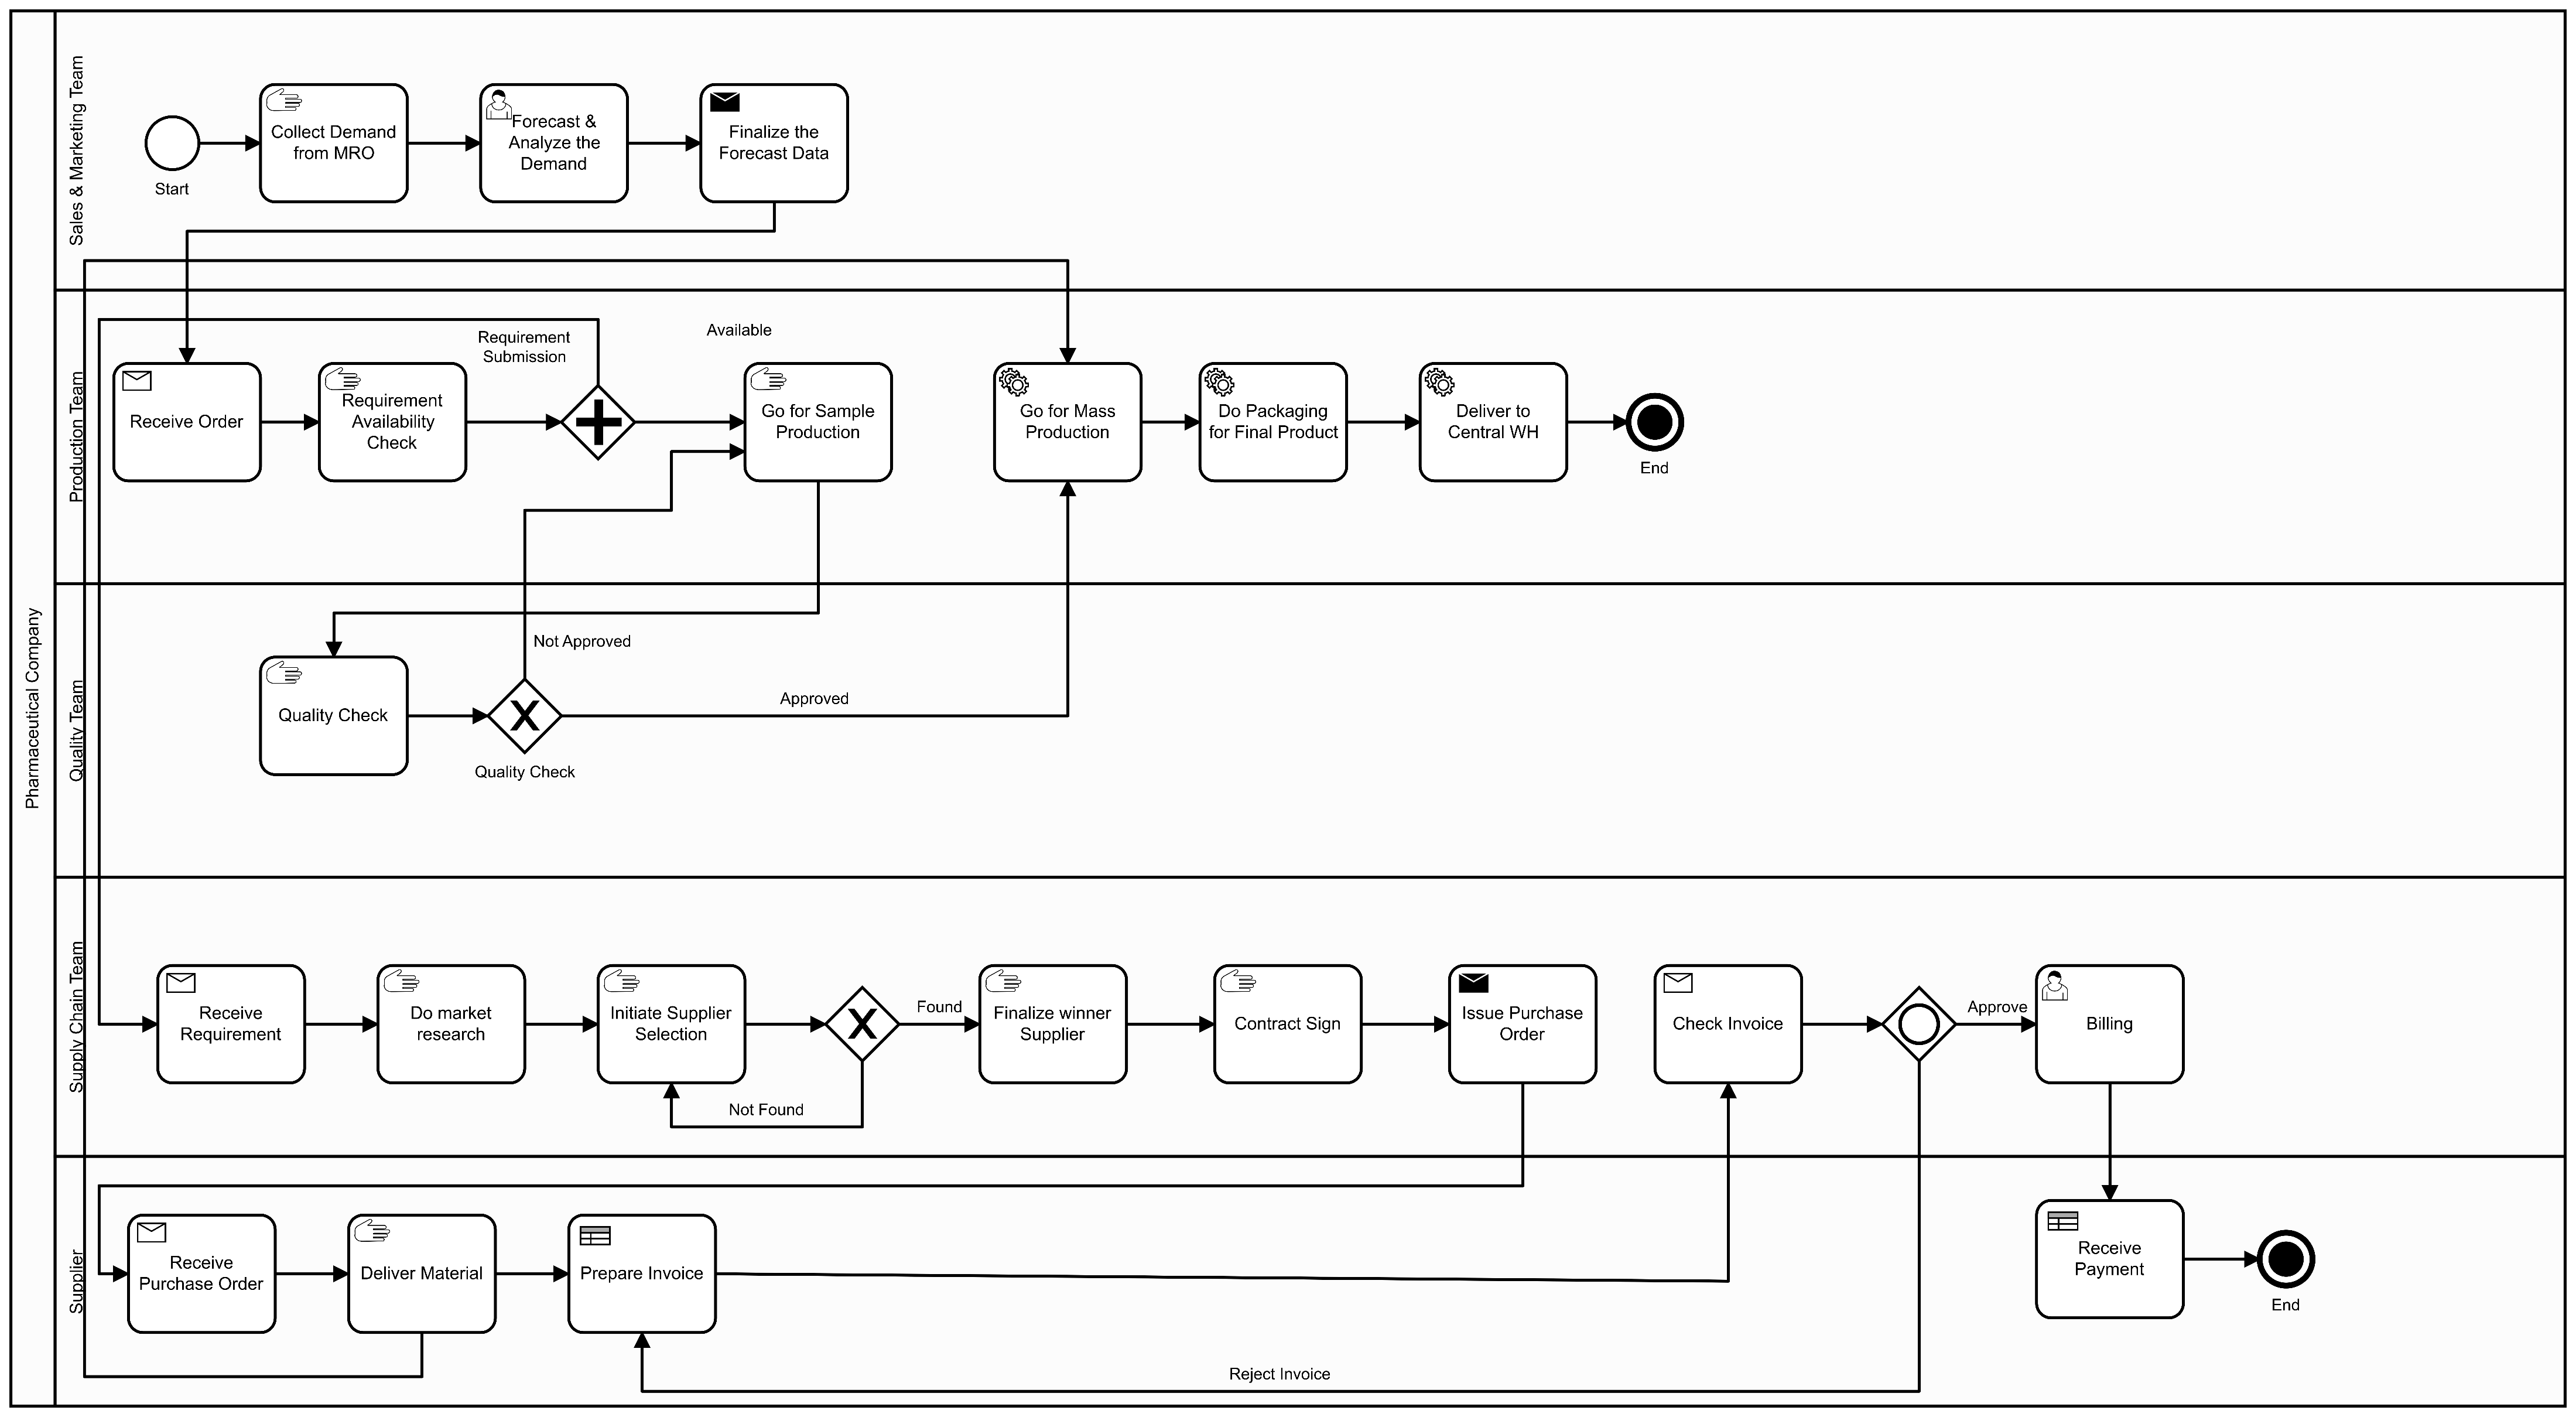 Pharmaceutical Company
Sales & Marketing Team
Start
Collect Demand
from MRO
Forecast &
Analyze the
Demand
Finalize the
Forecast Data
Production Team
Receive Order
Requirement
Availability
Check
Requirement
Submission
Available
Go for Sample
Production
Go for Mass
Production
Do Packaging
for Final Product
Deliver to
Central WH
End
Quality Team
Quality Check
Not Approved
Approved
Quality Check
Supply Chain Team
Receive
Requirement
Do market
research
Initiate Supplier
Selection
Not Found
Found
Finalize winner
Supplier
Contract Sign
Issue Purchase
Order
Check Invoice
Approve
Billing
Supplier
Receive
Purchase Order
Deliver Material
Prepare Invoice
Reject Invoice
Receive
Payment
End